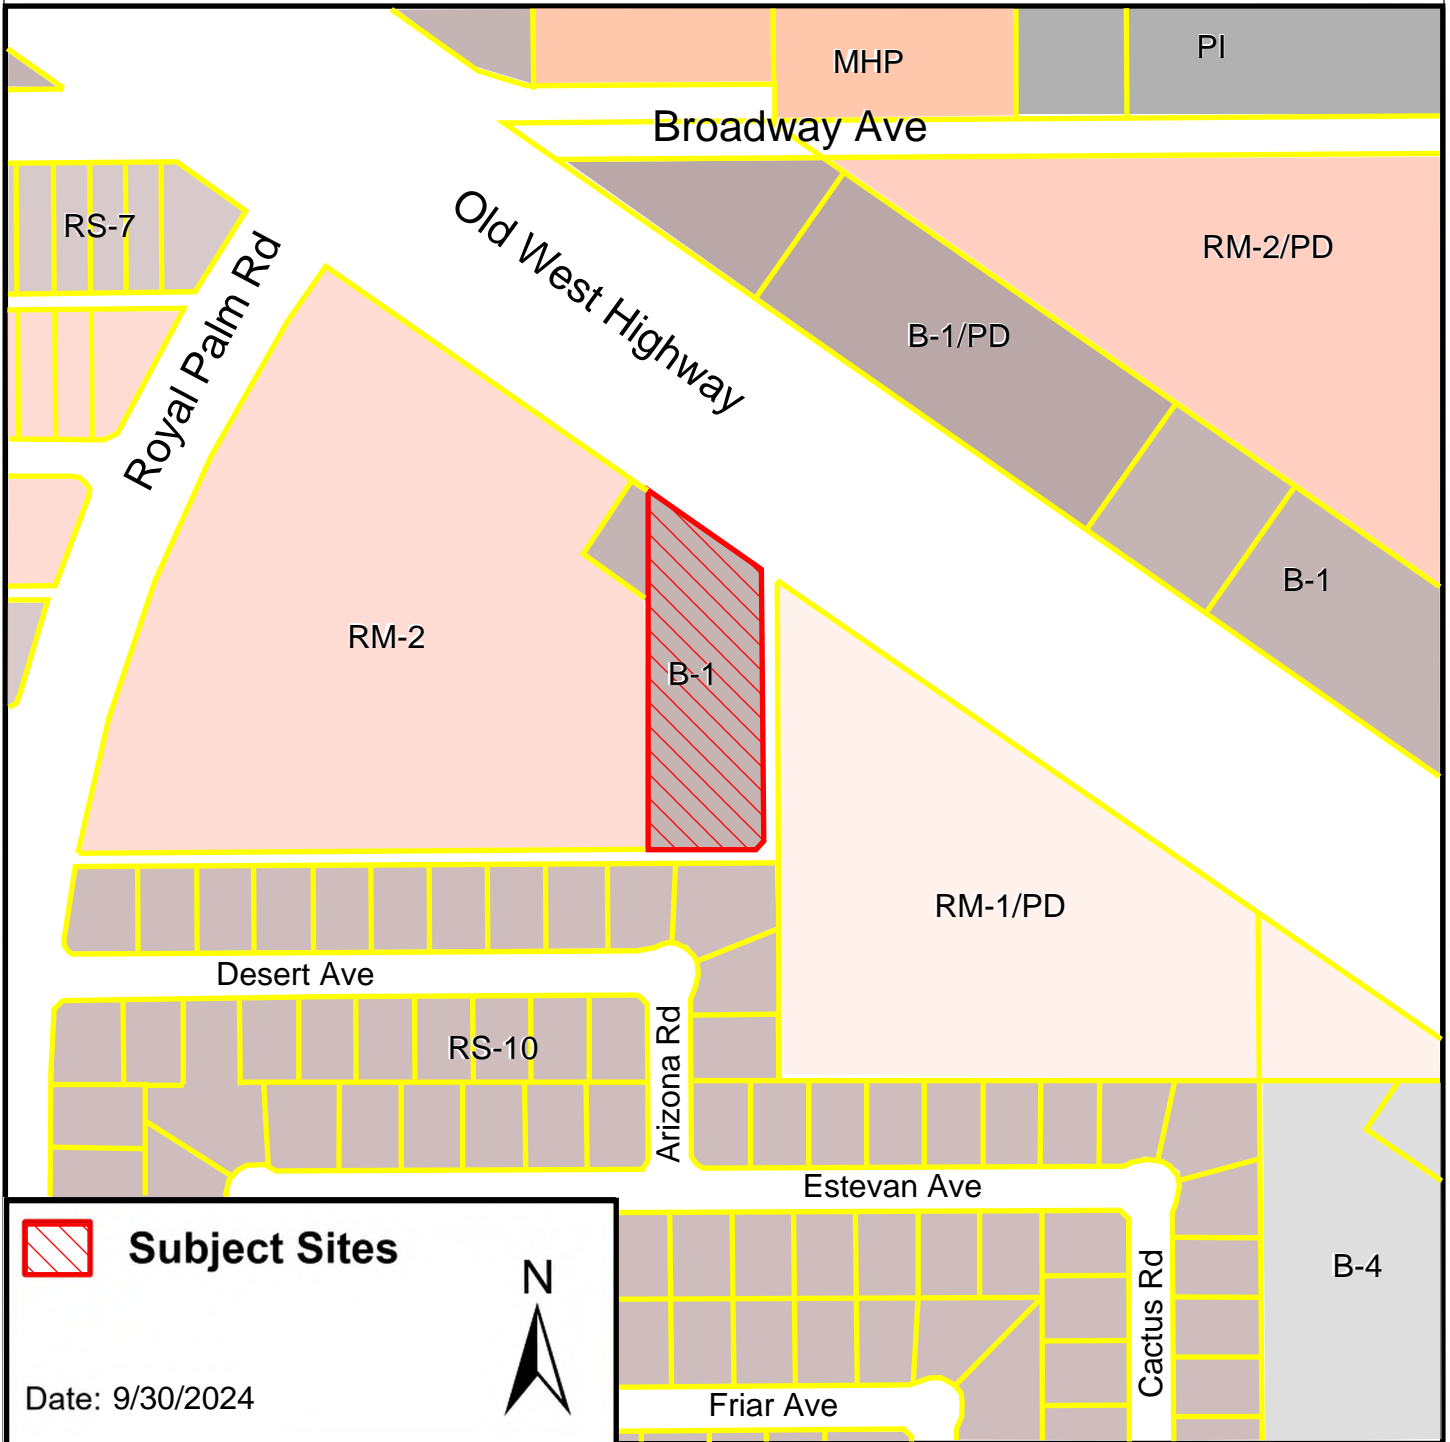 MHP
PI
Broadway Ave
RS-7
Old West Highway
RM-2/PD
Royal Palm Rd
B-1/PD
B-1
RM-2
B-1
RM-1/PD
Desert Ave
RS-10
Arizona Rd
Estevan Ave
Subject Sites
N
B-4
Cactus Rd
Date: 9/30/2024
Friar Ave